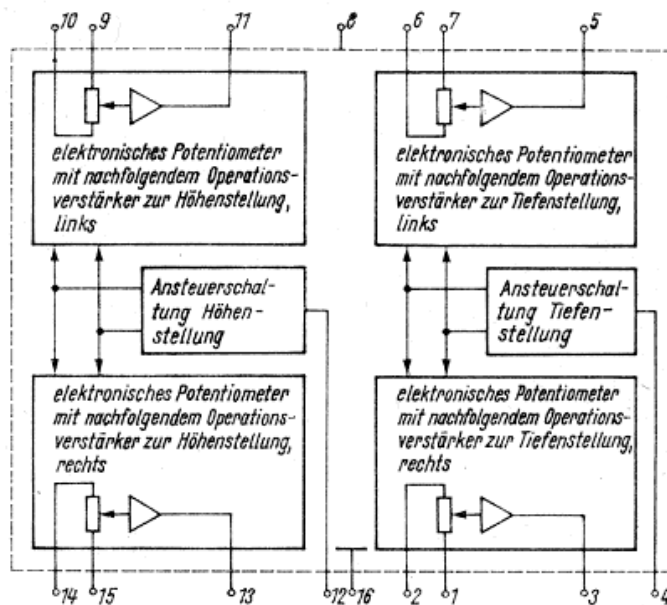 10 9 11 8 6 7 5
elektronisches Potentiometer
mit nachfolgendem Operations-
verstärker zur Höhenstellung,
links
elektronisches Potentiometer
mit nachfolgendem Operations-
verstärker zur Tiefenstellung,
links
Ansteuerschal-
tung Höhen-
stellung
Ansteuerschal-
tung Tiefen-
stellung
elektronisches Potentiometer
mit nachfolgendem Operations-
verstärker zur Höhenstellung,
rechts
elektronisches Potentiometer
mit nachfolgendem Operations-
verstärker zur Tiefenstellung,
rechts
14 15 13 12 16 2 1 3 4